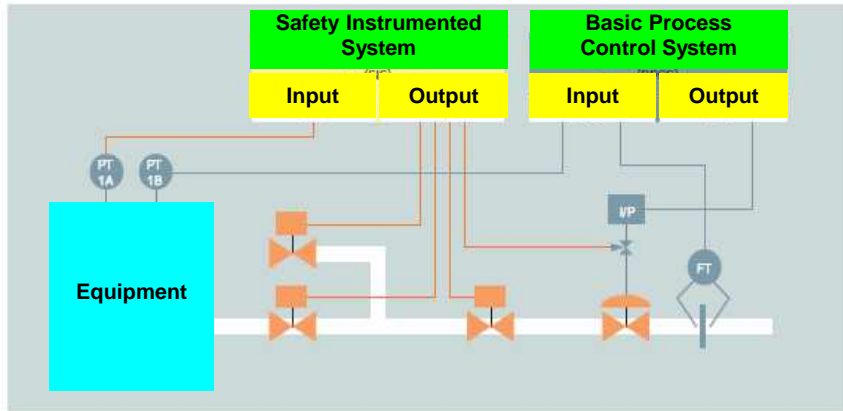 Safety Instrumented
System
Basic Process
Control System
Input
Output
Input
Output
PT
1A
PT
1B
I/P
FT
Equipment